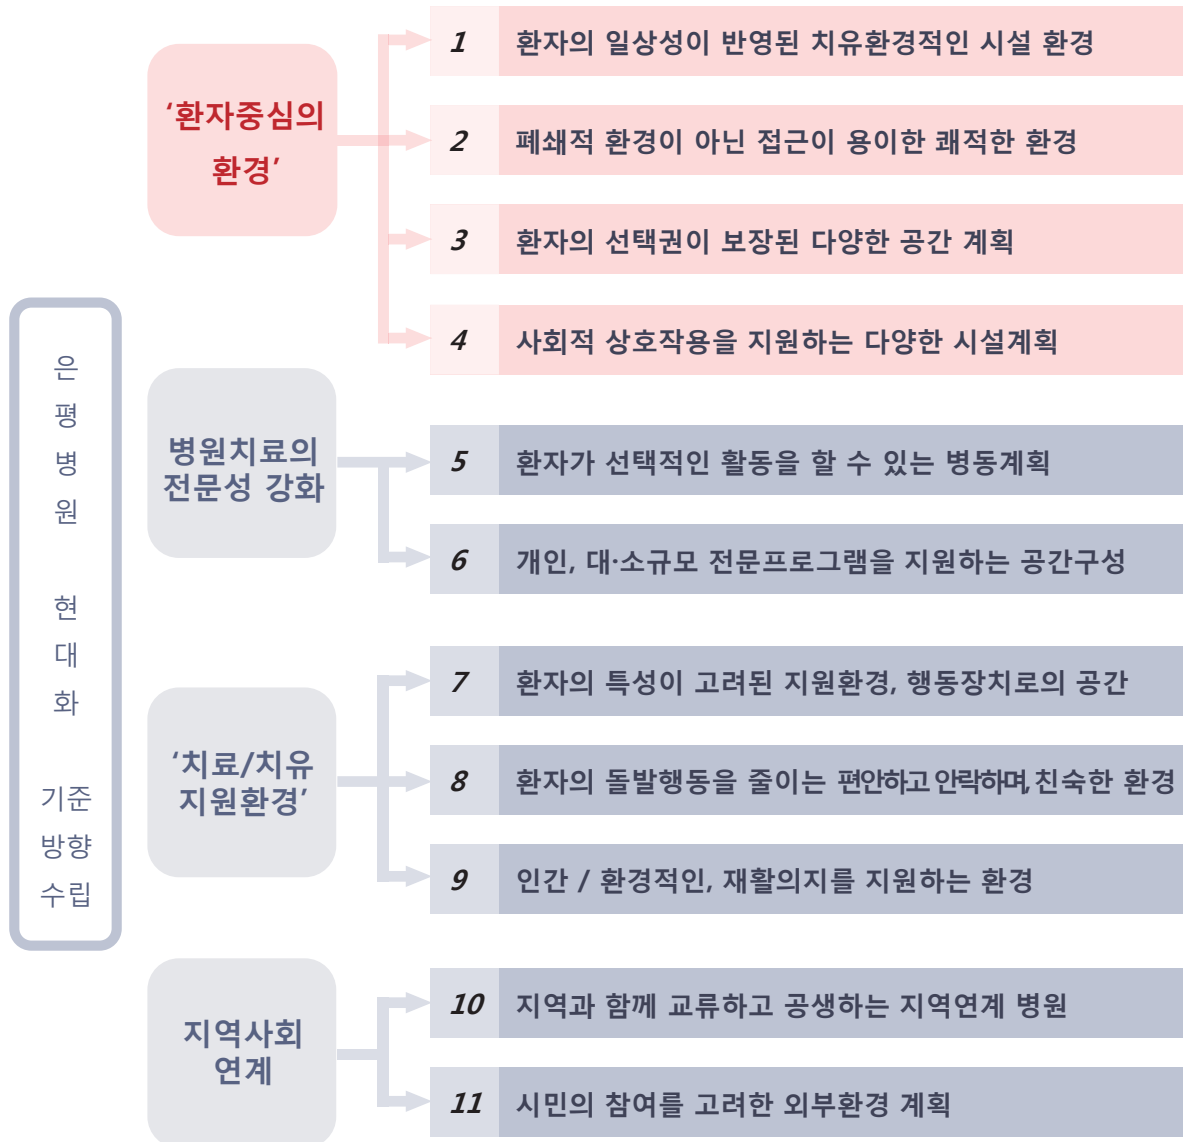 은
평
병
원
현
대
화
기준
방향
수립
‘환자중심의
환경’
1 환자의 일상성이 반영된 치유환경적인 시설 환경
2 폐쇄적 환경이 아닌 접근이 용이한 쾌적한 환경
3 환자의 선택권이 보장된 다양한 공간 계획
4 사회적 상호작용을 지원하는 다양한 시설계획
병원치료의
전문성 강화
5 환자가 선택적인 활동을 할 수 있는 병동계획
6 개인, 대·소규모 전문프로그램을 지원하는 공간구성
‘치료/치유
지원환경’
7 환자의 특성이 고려된 지원환경, 행동장치로의 공간
8 환자의 돌발행동을 줄이는 편안하고 안락하며, 친숙한 환경
9 인간 / 환경적인, 재활의지를 지원하는 환경
지역사회
연계
10 지역과 함께 교류하고 공생하는 지역연계 병원
11 시민의 참여를 고려한 외부환경 계획